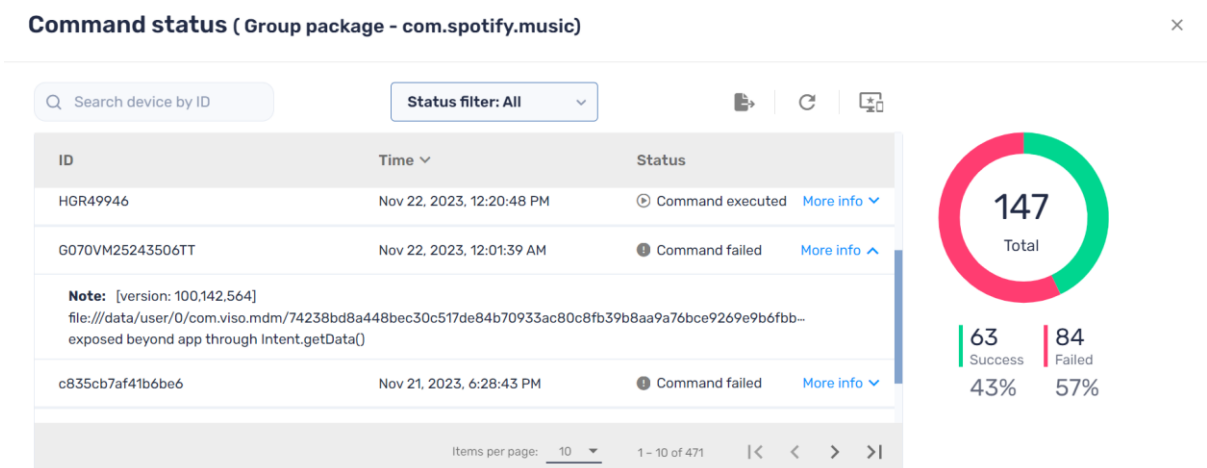 Command status ( Group package - com.spotify.music)
Search device by ID
Status filter: All
ID Time Status
HGR49946 Nov 22, 2023, 12:20:48 PM Command executed More info
G070VM25243506TT Nov 22, 2023, 12:01:39 AM Command failed More info
Note: [version: 100,142,564]
file:///data/user/0/com.viso.mdm/74238bd8a448bec30c517de84b70933ac80c8fb39b8aa9a76bce9269e9b6fbb…
exposed beyond app through Intent.getData()
c835cb7af41b6be6 Nov 21, 2023, 6:28:43 PM Command failed More info
Items per page: 10 1 – 10 of 471
147
Total
63 84
Success Failed
43% 57%